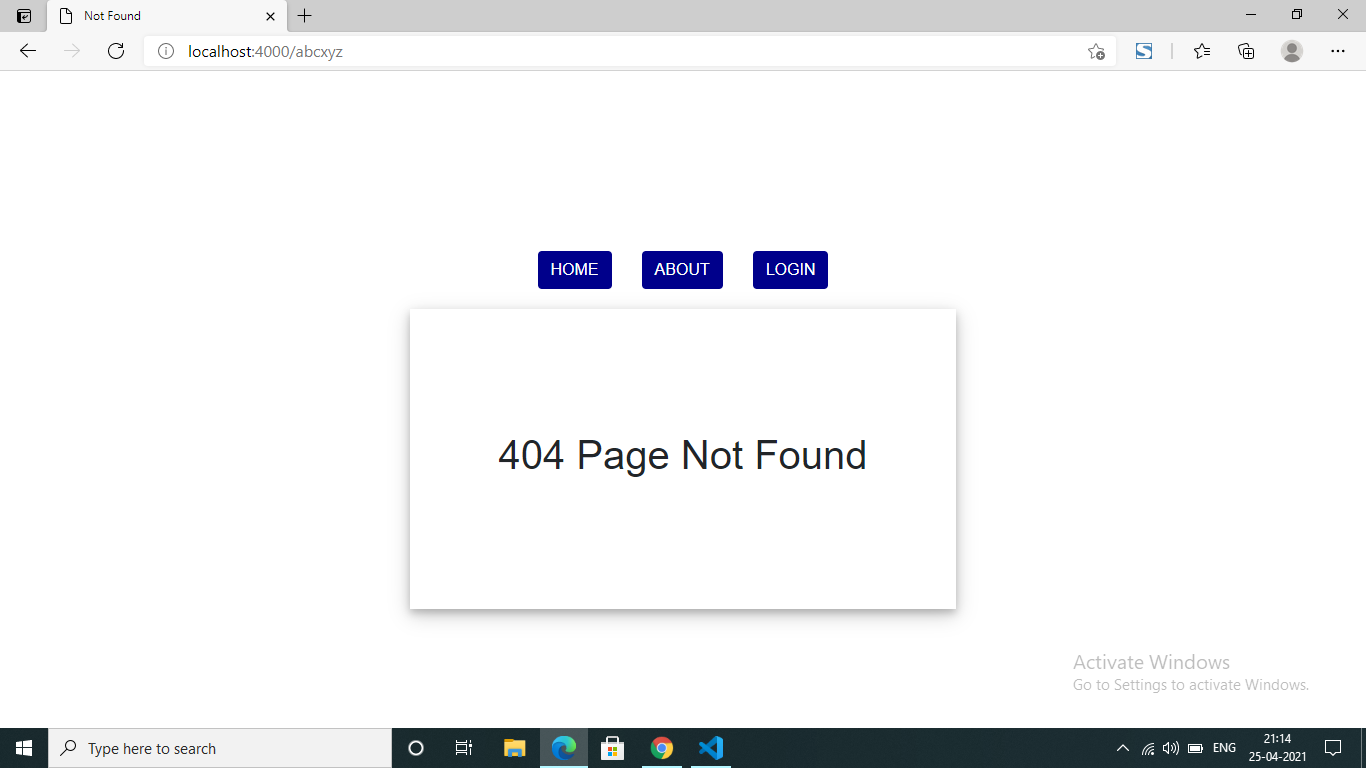 Not Found
localhost:4000/abcxyz
HOME ABOUT LOGIN
404 Page Not Found
Activate Windows
Go to Settings to activate Windows.
Type here to search
ENG
21:14
25-04-2021